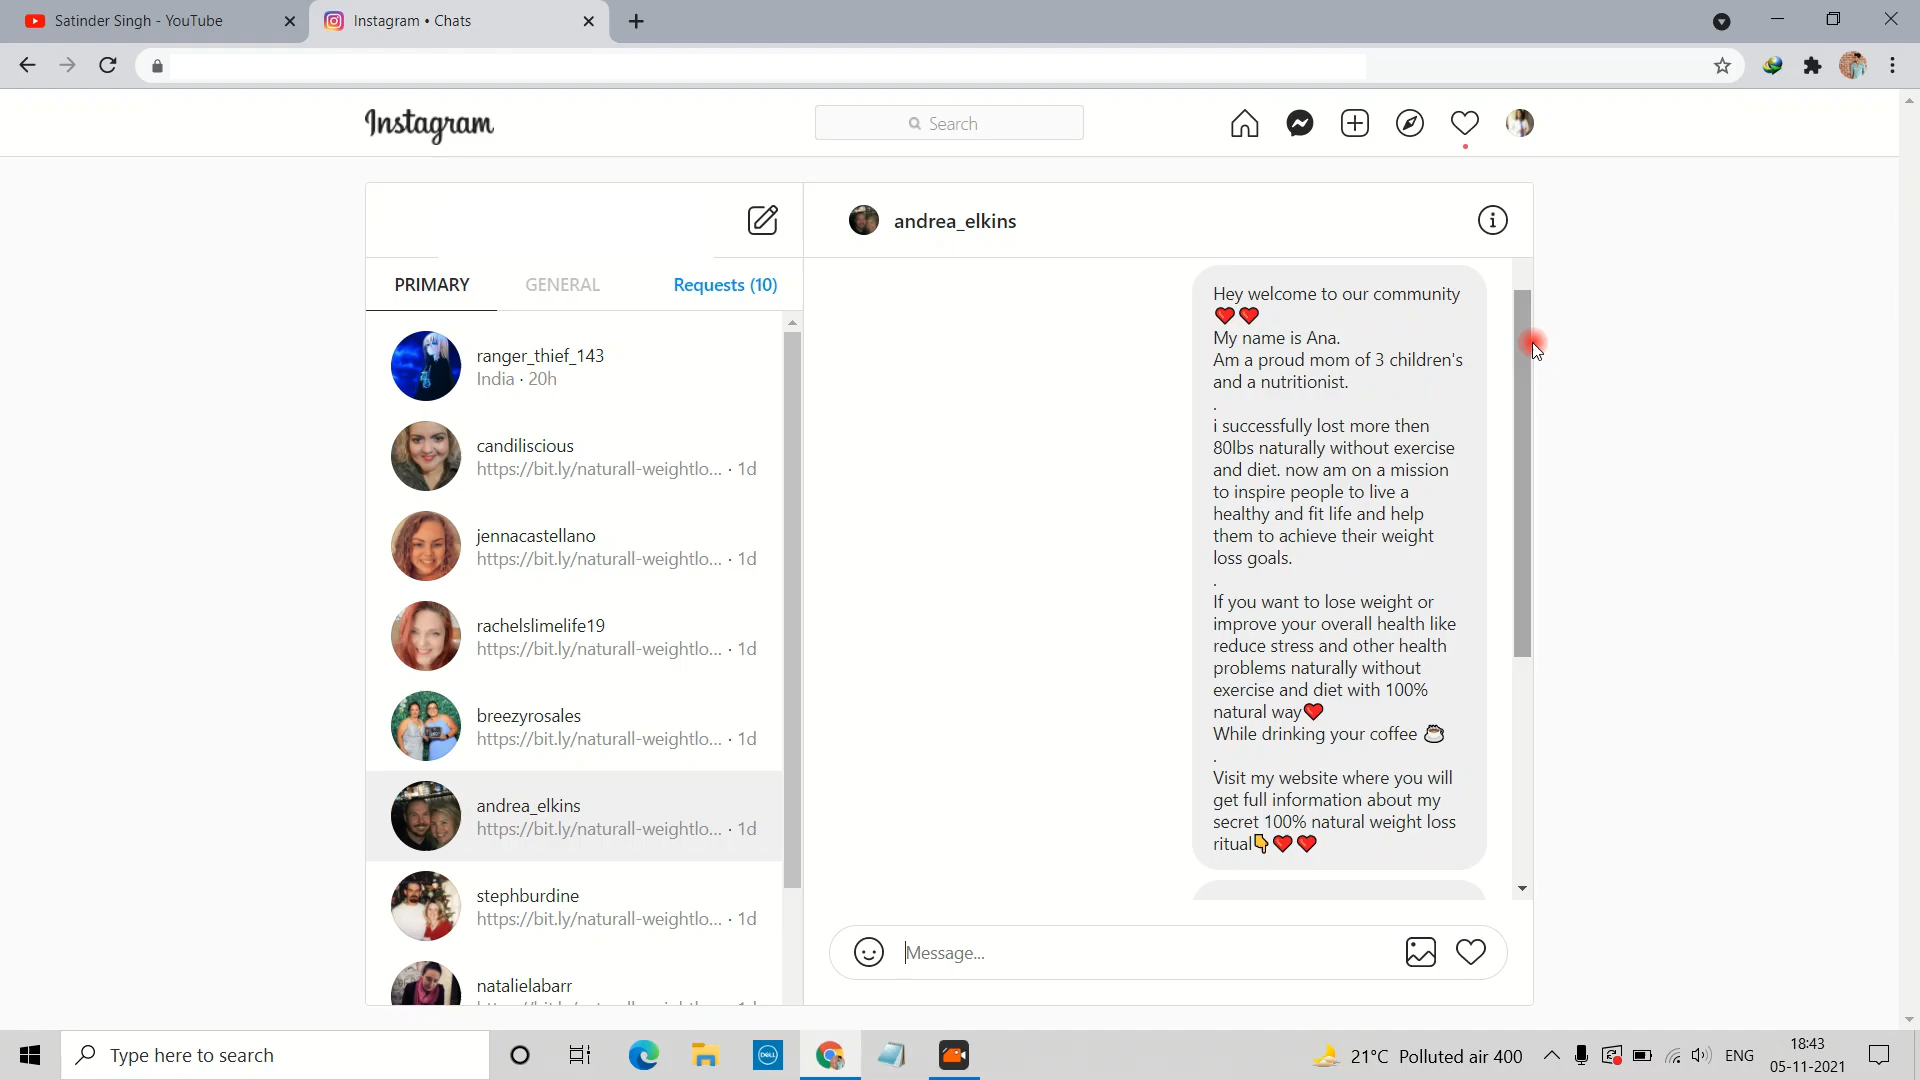 Satinder Singh - YouTube
Instagram • Chats
Instagram
Search
PRIMARY
GENERAL
Requests (10)
ranger_thief_143
India · 20h
candiliscious
https://bit.ly/naturall-weightlo... · 1d
jennacastellano
https://bit.ly/naturall-weightlo... · 1d
rachelslimelife19
https://bit.ly/naturall-weightlo... · 1d
breezyrosales
https://bit.ly/naturall-weightlo... · 1d
andrea_elkins
https://bit.ly/naturall-weightlo... · 1d
stephburdine
https://bit.ly/naturall-weightlo... · 1d
natalielabarr
andrea_elkins
Hey welcome to our community
❤️❤️
My name is Ana.
Am a proud mom of 3 children's
and a nutritionist.
.
i successfully lost more then
80lbs naturally without exercise
and diet. now am on a mission
to inspire people to live a
healthy and fit life and help
them to achieve their weight
loss goals.
.
If you want to lose weight or
improve your overall health like
reduce stress and other health
problems naturally without
exercise and diet with 100%
natural way❤️
While drinking your coffee ☕
.
Visit my website where you will
get full information about my
secret 100% natural weight loss
ritual👇❤️❤️
Message...
Type here to search
DELL
21°C Polluted air 400
ENG
18:43
05-11-2021